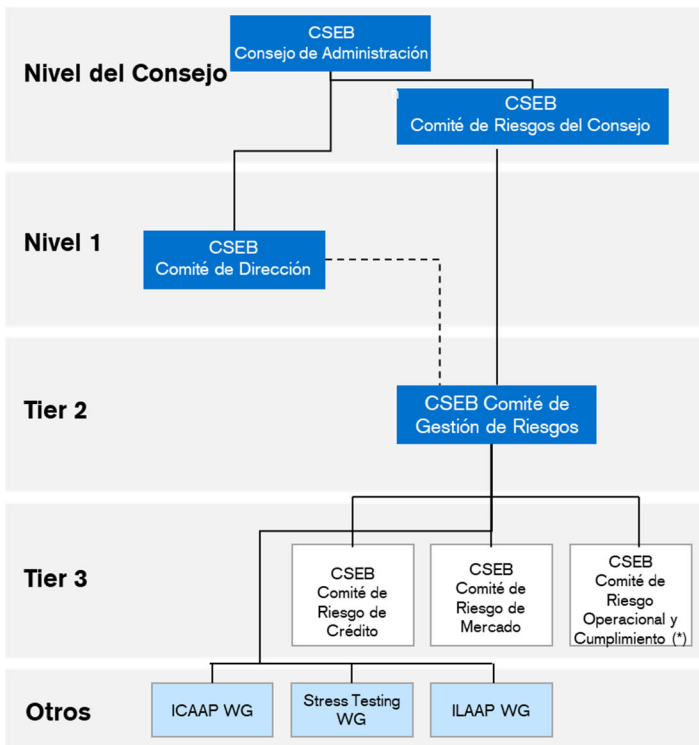 Nivel del Consejo
CSEB
Consejo de Administración
CSEB
Comité de Riesgos del Consejo
Nivel 1
CSEB
Comité de Dirección
Tier 2
CSEB Comité de
Gestión de Riesgos
Tier 3
CSEB
Comité de
Riesgo de
Crédito
CSEB
Comité de
Riesgo de
Mercado
CSEB
Comité de
Riesgo
Operacional y
Cumplimiento (*)
Otros
ICAAP WG
Stress Testing
WG
ILAAP WG